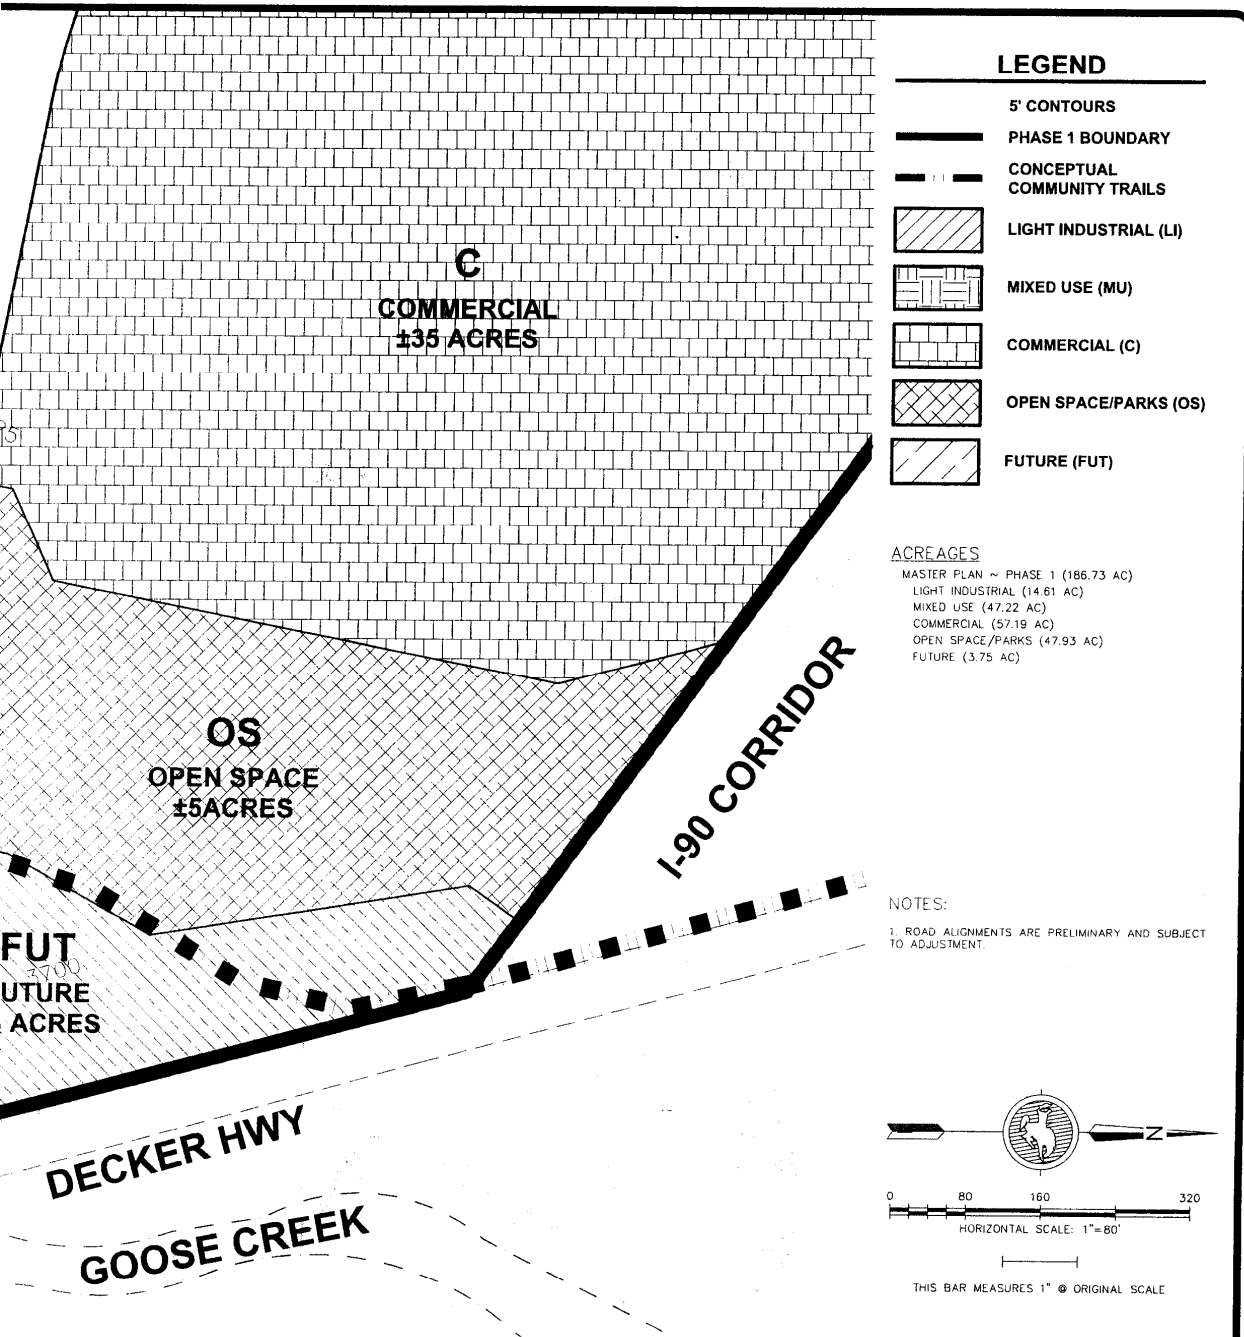 LEGEND
5' CONTOURS
PHASE 1 BOUNDARY
CONCEPTUAL
COMMUNITY TRAILS
LIGHT INDUSTRIAL (LI)
MIXED USE (MU)
COMMERCIAL (C)
OPEN SPACE/PARKS (OS)
FUTURE (FUT)
C
COMMERCIAL
±35 ACRES
ACREAGES
MASTER PLAN ~ PHASE 1 (186.73 AC)
LIGHT INDUSTRIAL (14.61 AC)
MIXED USE (47.22 AC)
COMMERCIAL (57.19 AC)
OPEN SPACE/PARKS (47.93 AC)
FUTURE (3.75 AC)
OS
OPEN SPACE
±5ACRES
I-90 CORRIDOR
FUT
3700
UTURE
ACRES
NOTES:
1. ROAD ALIGNMENTS ARE PRELIMINARY AND SUBJECT
TO ADJUSTMENT.
DECKER HWY
GOOSE CREEK
N
0 80 160 320
HORIZONTAL SCALE: 1"=80'
THIS BAR MEASURES 1" @ ORIGINAL SCALE